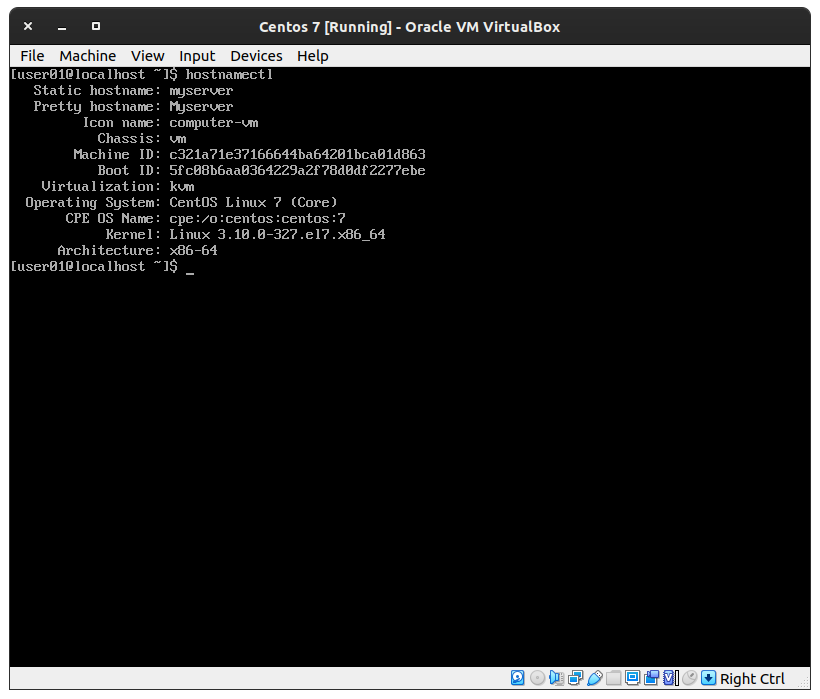 Centos 7 [Running] - Oracle VM VirtualBox
File Machine View Input Devices Help
[user01@localhost ~]$ hostnamectl
   Static hostname: myserver
   Pretty hostname: Myserver
         Icon name: computer-vm
           Chassis: vm
        Machine ID: c321a71e37166644ba64201bca01d863
           Boot ID: 5fc08b6aa0364229a2f78d0df2277ebe
    Virtualization: kvm
  Operating System: CentOS Linux 7 (Core)
       CPE OS Name: cpe:/o:centos:centos:7
            Kernel: Linux 3.10.0-327.el7.x86_64
      Architecture: x86-64
[user01@localhost ~]$ _
Right Ctrl